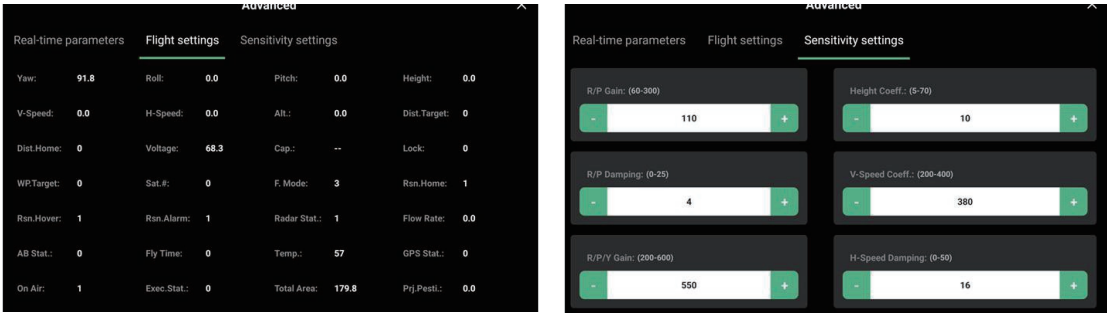 Advanced ×
Real-time parameters Flight settings Sensitivity settings
Yaw: 91.8 Roll: 0.0 Pitch: 0.0 Height: 0.0
V-Speed: 0.0 H-Speed: 0.0 Alt.: 0.0 Dist.Target: 0
Dist.Home: 0 Voltage: 68.3 Cap.: -- Lock: 0
WP.Target: 0 Sat.#: 0 F. Mode: 3 Rsn.Home: 1
Rsn.Hover: 1 Rsn.Alarm: 1 Radar Stat.: 1 Flow Rate: 0.0
AB Stat.: 0 Fly Time: 0 Temp.: 57 GPS Stat.: 0
On Air: 1 Exec.Stat.: 0 Total Area: 179.8 Prj.Pesti.: 0.0
Advanced ×
Real-time parameters Flight settings Sensitivity settings
R/P Gain: (60-300) Height Coeff.: (5-70)
- 110 + - 10 +
R/P Damping: (0-25) V-Speed Coeff.: (200-400)
- 4 + - 380 +
R/P/Y Gain: (200-600) H-Speed Damping: (0-50)
- 550 + - 16 +